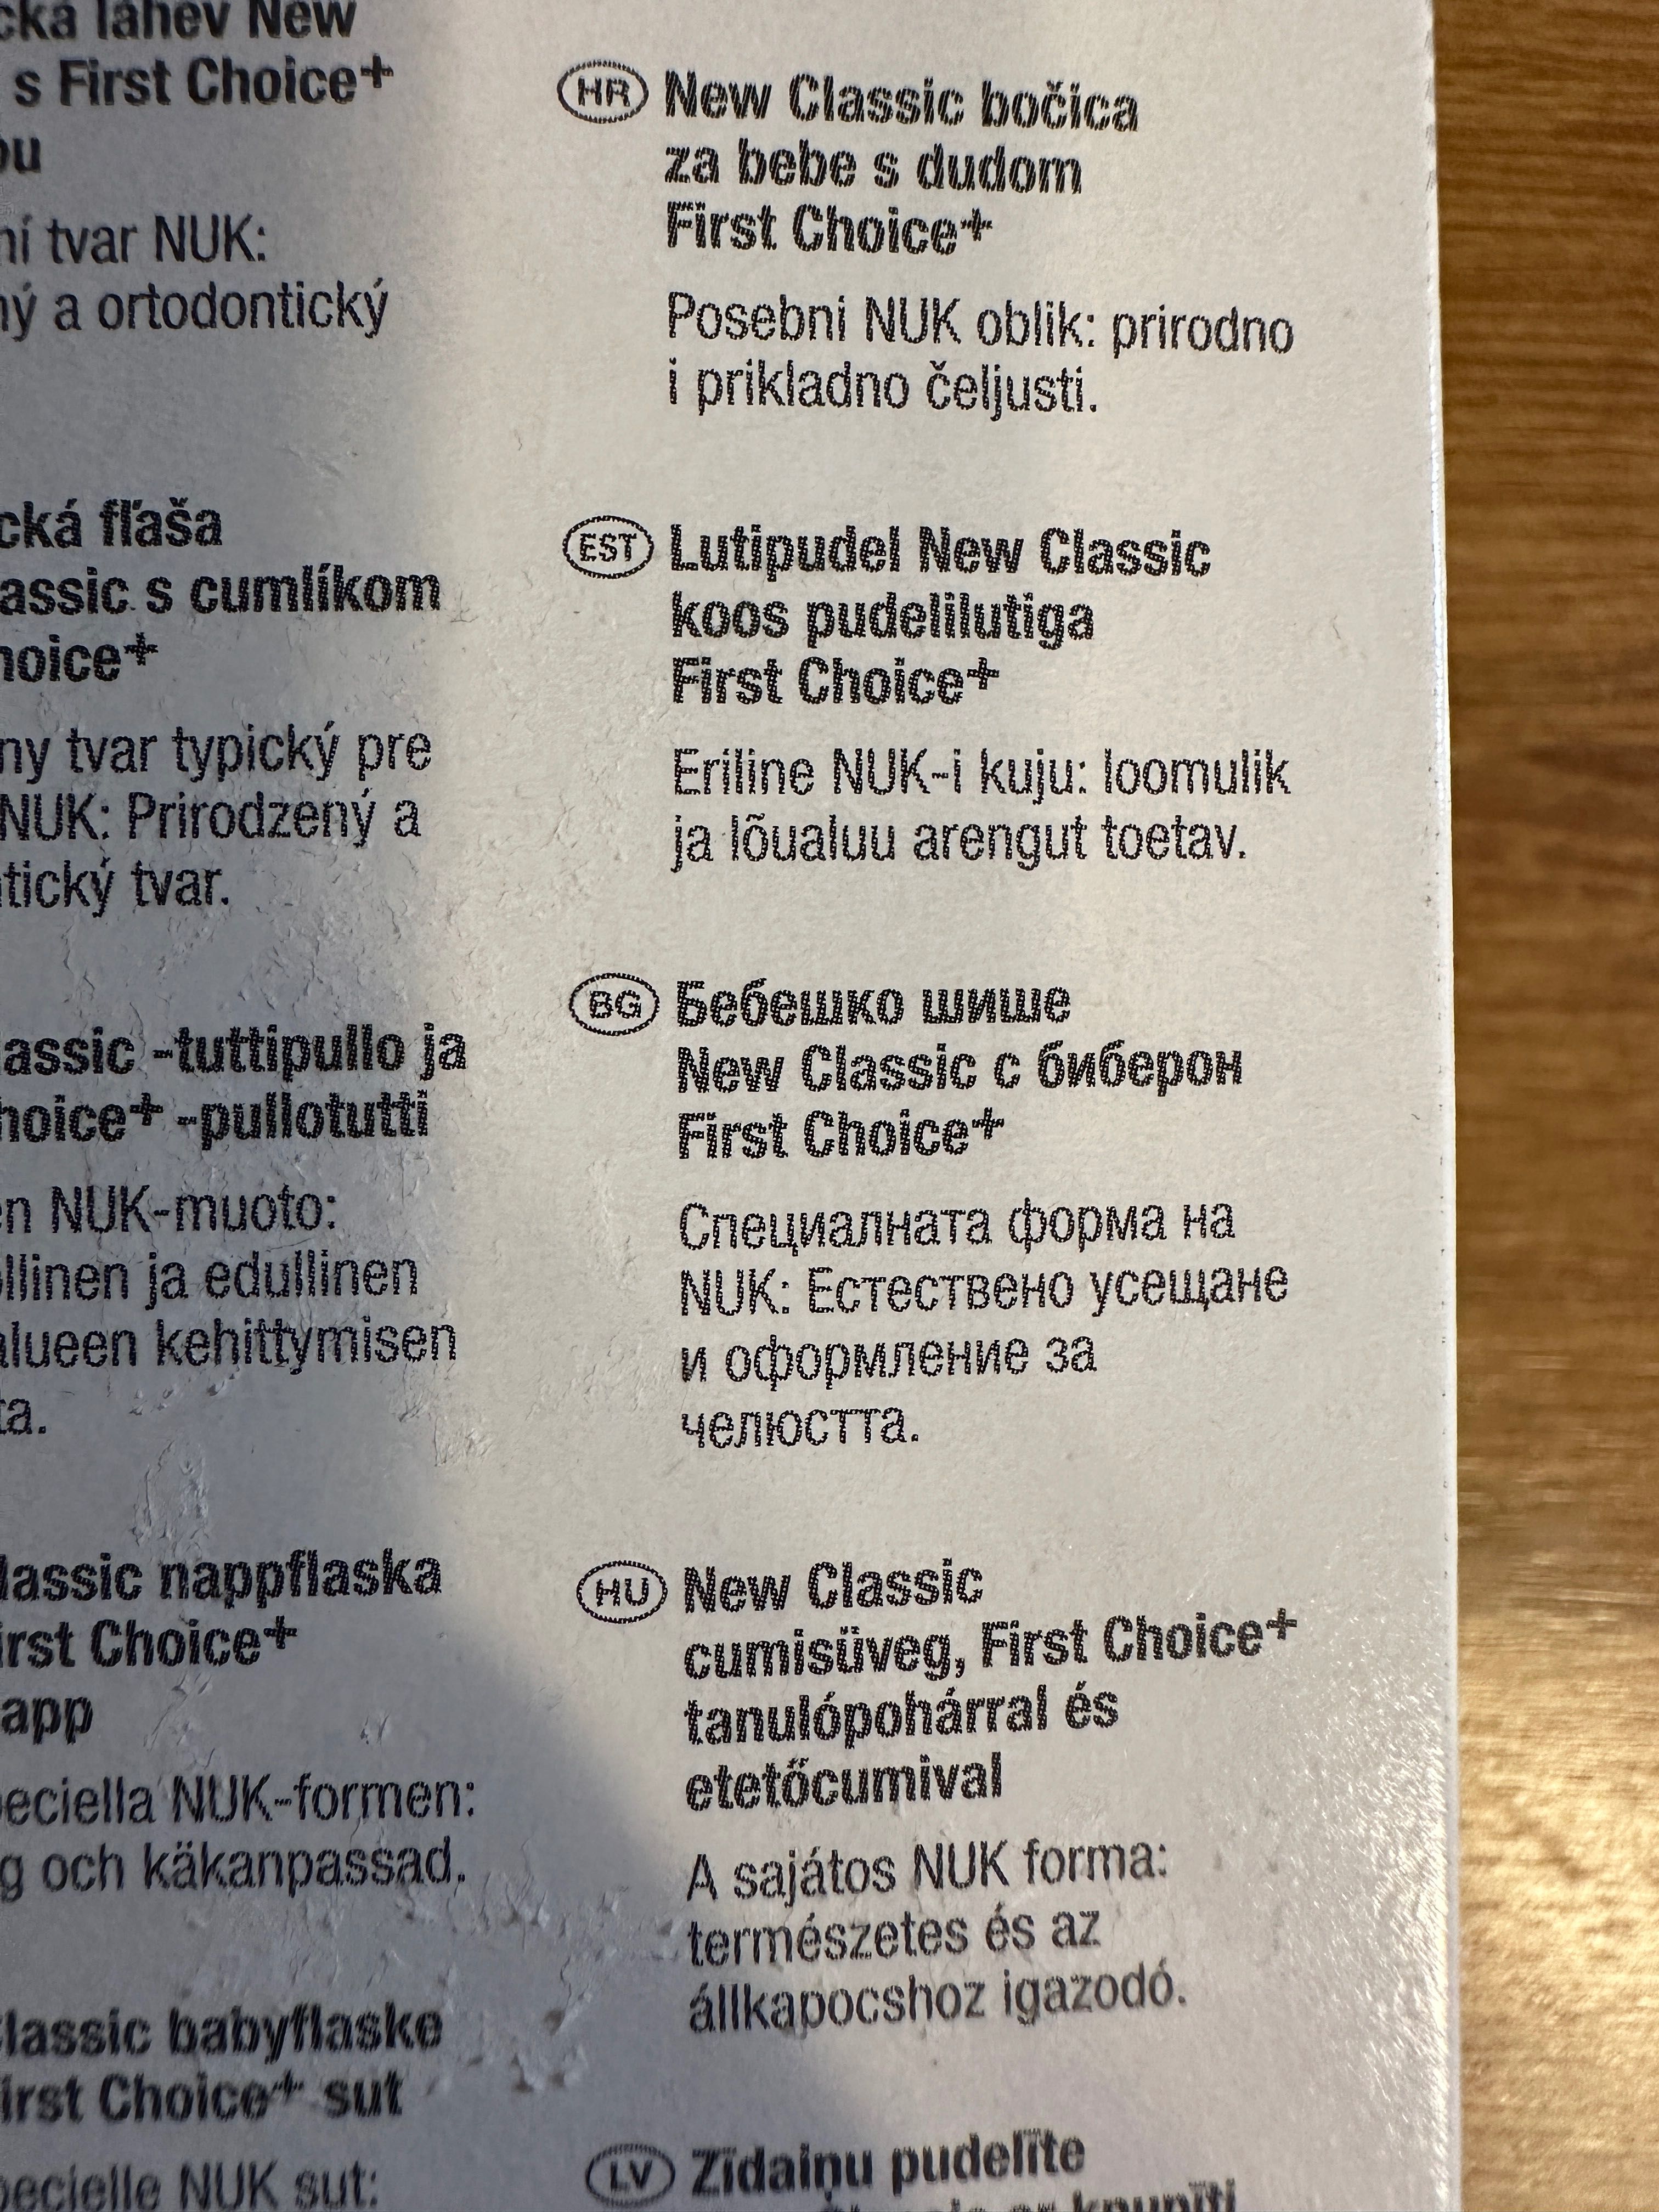 cká láhev New
s First Choice+
ní tvar NUK:
ný a ortodontický
cká fľaša
assic s cumlíkom
hoice+
ny tvar typický pre
NUK: Prirodzený a
tický tvar.
lassic -tuttipullo ja
hoice+ -pullotutti
en NUK-muoto:
llinen ja edullinen
alueen kehittymisen
ta.
lassic nappflaska
irst Choice+
app
peciella NUK-formen:
g och käkanpassad.
lassic babyflaske
irst Choice+ sut
pecielle NUK sut:
HR New Classic bočica
za bebe s dudom
First Choice+
Posebni NUK oblik: prirodno
i prikladno čeljusti.
EST Lutipudel New Classic
koos pudelilutiga
First Choice+
Eriline NUK-i kuju: loomulik
ja lõualuu arengut toetav.
BG Бебешко шише
New Classic с биберон
First Choice+
Специалната форма на
NUK: Естествено усещане
и оформление за
челюстта.
HU New Classic
cumisüveg, First Choice+
tanulópohárral és
etetőcumival
A sajátos NUK forma:
természetes és az
állkapocshoz igazodó.
LV Zīdaiņu pudelīte